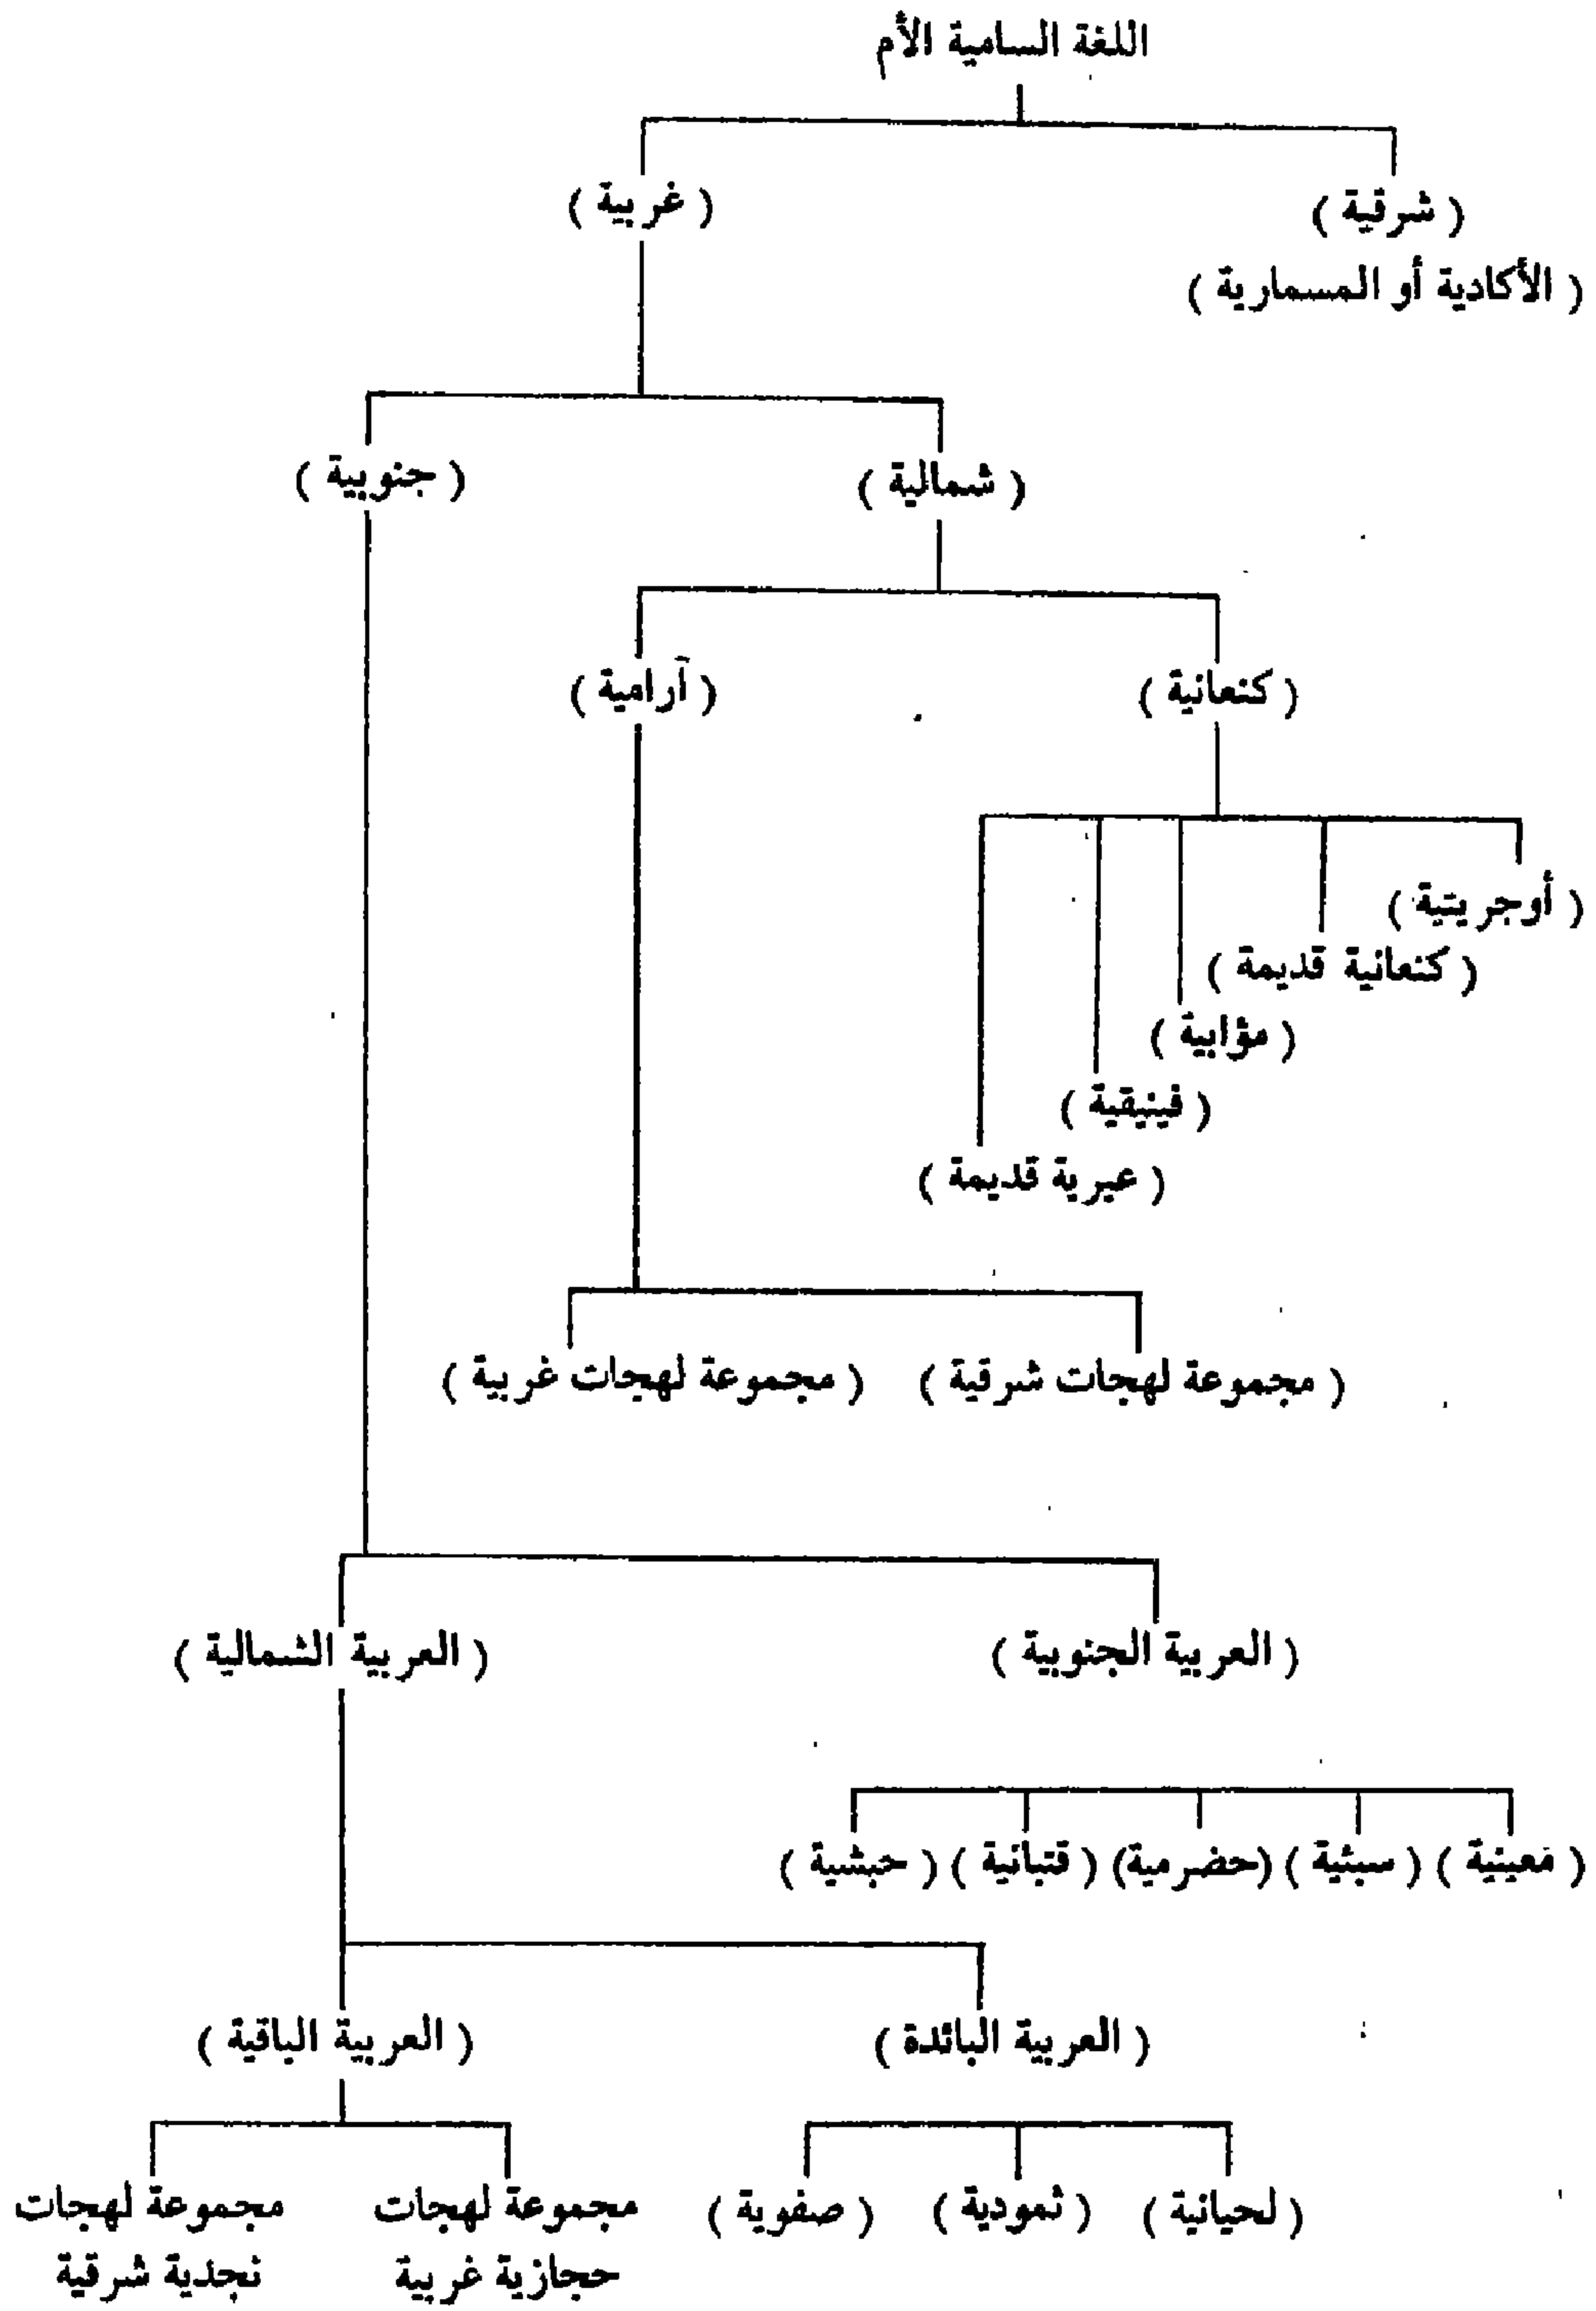 اللغة السامية الأم
( شرقية ) ( غربية )
( الأكادية أو المسمارية )
( شمالية ) ( جنوبية )
( كنعانية ) ( آرامية )
( أوجريتية )
( كنعانية قديمة )
( مؤابية )
( فينيقية )
( عبرية قديمة )
( مجموعة لهجات شرقية ) ( مجموعة لهجات غربية )
( العربية الجنوبية ) ( العربية الشمالية )
( مَعينية ) ( سبئية ) (حضرمية) ( قتبانية ) ( حبشية )
( العربية البائدة ) ( العربية الباقية )
( لحيانية ) ( ثمودية ) ( صفوية )
مجموعة لهجات
حجازية غربية
مجموعة لهجات
نجدية شرقية